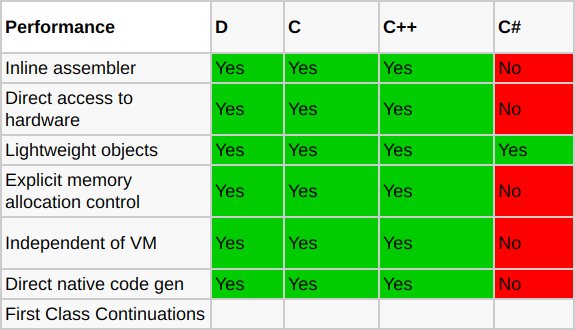 Performance D C C++ C#
Inline assembler Yes Yes Yes No
Direct access to
hardware Yes Yes Yes No
Lightweight objects Yes Yes Yes Yes
Explicit memory
allocation control Yes Yes Yes No
Independent of VM Yes Yes Yes No
Direct native code gen Yes Yes Yes No
First Class Continuations